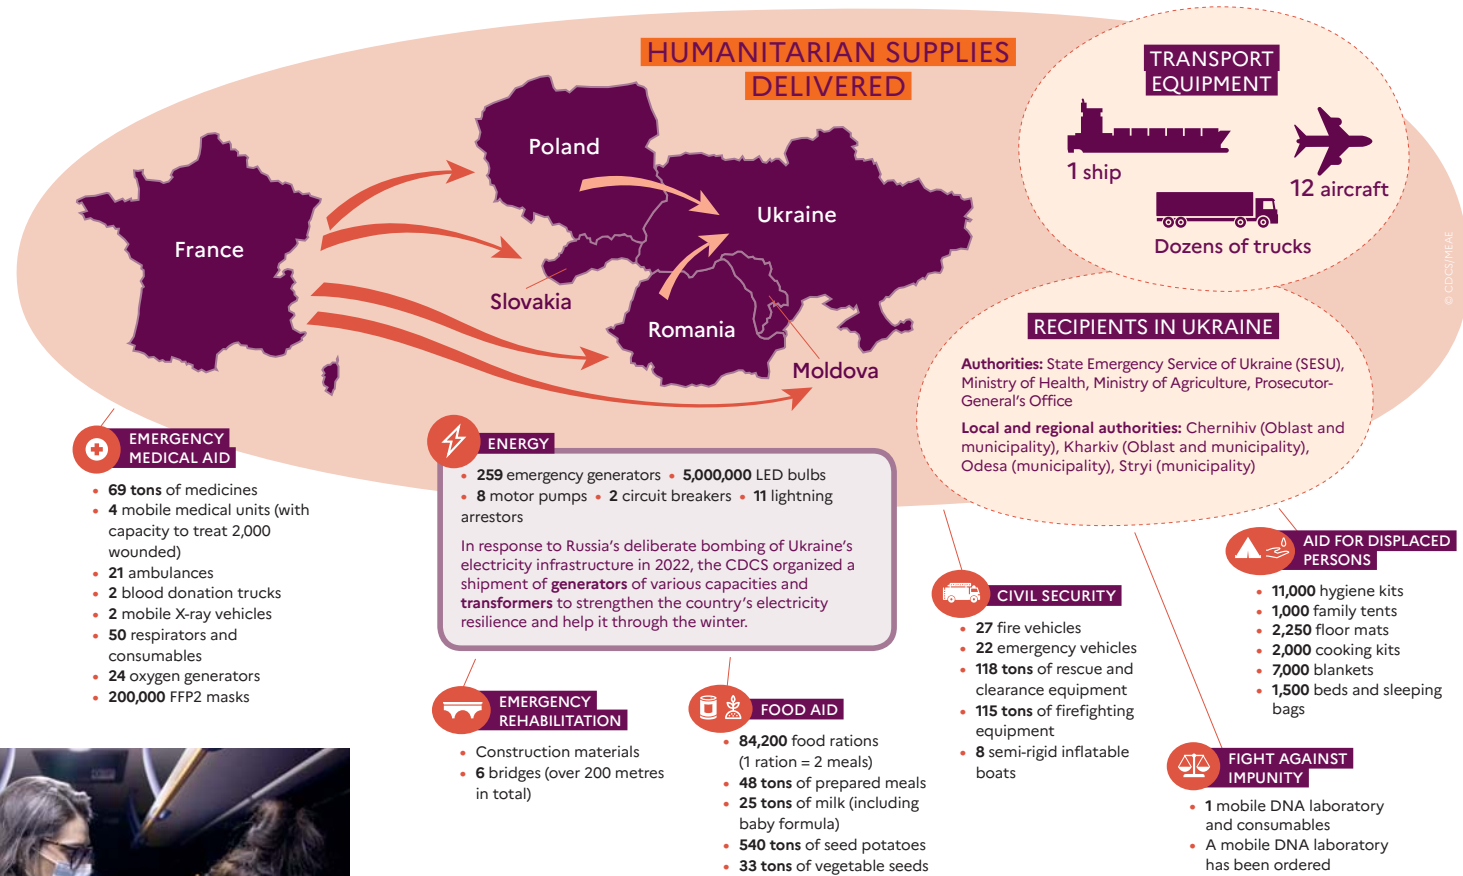 HUMANITARIAN SUPPLIES
DELIVERED
TRANSPORT
EQUIPMENT
1 ship
12 aircraft
Dozens of trucks
France
Poland
Ukraine
Slovakia
Romania
Moldova
© CDCS/MEAE
RECIPIENTS IN UKRAINE
Authorities: State Emergency Service of Ukraine (SESU),
Ministry of Health, Ministry of Agriculture, Prosecutor-
General's Office
Local and regional authorities: Chernihiv (Oblast and
municipality), Kharkiv (Oblast and municipality),
Odesa (municipality), Stryi (municipality)
EMERGENCY
MEDICAL AID
• 69 tons of medicines
• 4 mobile medical units (with
capacity to treat 2,000
wounded)
• 21 ambulances
• 2 blood donation trucks
• 2 mobile X-ray vehicles
• 50 respirators and
consumables
• 24 oxygen generators
• 200,000 FFP2 masks
ENERGY
• 259 emergency generators • 5,000,000 LED bulbs
• 8 motor pumps • 2 circuit breakers • 11 lightning
arrestors
In response to Russia's deliberate bombing of Ukraine's
electricity infrastructure in 2022, the CDCS organized a
shipment of generators of various capacities and
transformers to strengthen the country's electricity
resilience and help it through the winter.
EMERGENCY
REHABILITATION
• Construction materials
• 6 bridges (over 200 metres
in total)
FOOD AID
• 84,200 food rations
(1 ration = 2 meals)
• 48 tons of prepared meals
• 25 tons of milk (including
baby formula)
• 540 tons of seed potatoes
• 33 tons of vegetable seeds
CIVIL SECURITY
• 27 fire vehicles
• 22 emergency vehicles
• 118 tons of rescue and
clearance equipment
• 115 tons of firefighting
equipment
• 8 semi-rigid inflatable
boats
AID FOR DISPLACED
PERSONS
• 11,000 hygiene kits
• 1,000 family tents
• 2,250 floor mats
• 2,000 cooking kits
• 7,000 blankets
• 1,500 beds and sleeping
bags
FIGHT AGAINST
IMPUNITY
• 1 mobile DNA laboratory
and consumables
• A mobile DNA laboratory
has been ordered